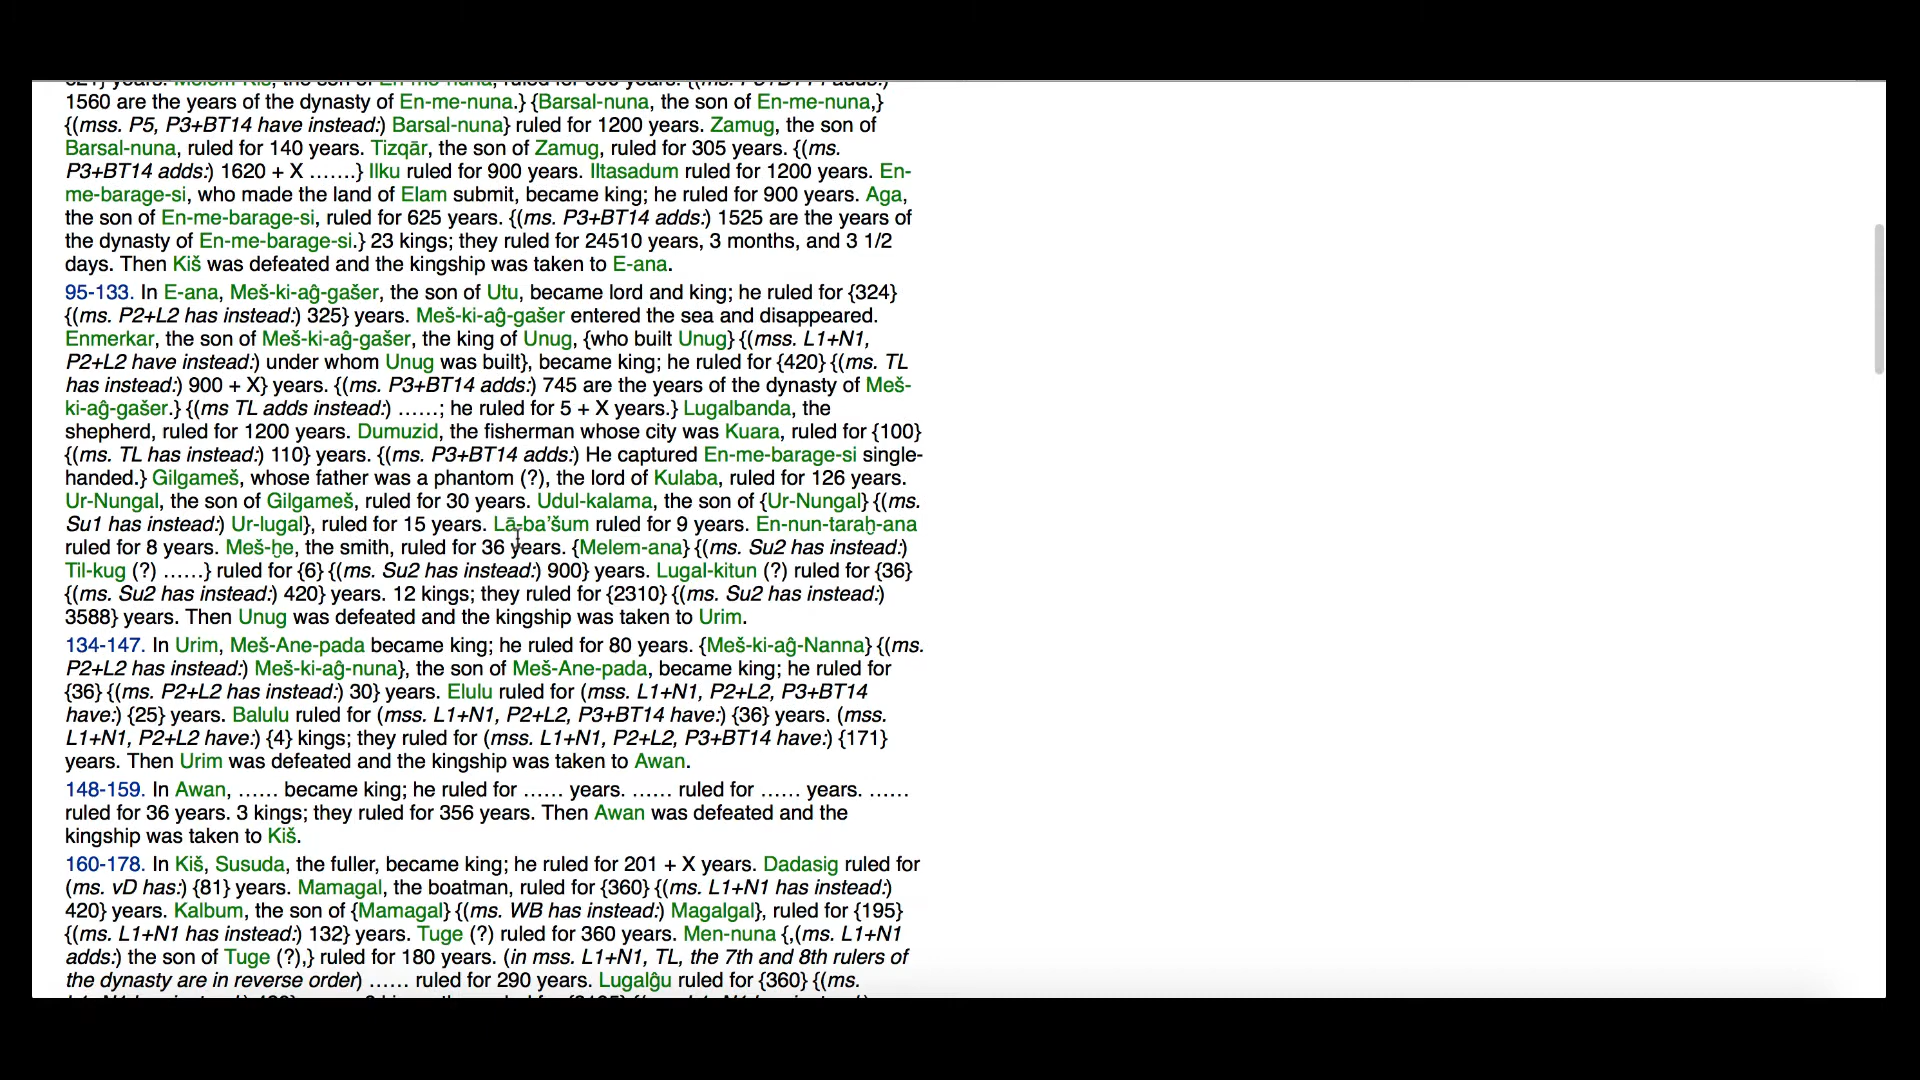 1560 are the years of the dynasty of En-me-nuna.} {Barsal-nuna, the son of En-me-nuna,}
{(mss. P5, P3+BT14 have instead:) Barsal-nuna} ruled for 1200 years. Zamug, the son of
Barsal-nuna, ruled for 140 years. Tizqār, the son of Zamug, ruled for 305 years. {(ms.
P3+BT14 adds:) 1620 + X .......} Ilku ruled for 900 years. Iltasadum ruled for 1200 years. En-
me-barage-si, who made the land of Elam submit, became king; he ruled for 900 years. Aga,
the son of En-me-barage-si, ruled for 625 years. {(ms. P3+BT14 adds:) 1525 are the years of
the dynasty of En-me-barage-si.} 23 kings; they ruled for 24510 years, 3 months, and 3 1/2
days. Then Kiš was defeated and the kingship was taken to E-ana.
95-133. In E-ana, Meš-ki-aĝ-gašer, the son of Utu, became lord and king; he ruled for {324}
{(ms. P2+L2 has instead:) 325} years. Meš-ki-aĝ-gašer entered the sea and disappeared.
Enmerkar, the son of Meš-ki-aĝ-gašer, the king of Unug, {who built Unug} {(mss. L1+N1,
P2+L2 have instead:) under whom Unug was built}, became king; he ruled for {420} {(ms. TL
has instead:) 900 + X} years. {(ms. P3+BT14 adds:) 745 are the years of the dynasty of Meš-
ki-aĝ-gašer.} {(ms TL adds instead:) ......; he ruled for 5 + X years.} Lugalbanda, the
shepherd, ruled for 1200 years. Dumuzid, the fisherman whose city was Kuara, ruled for {100}
{(ms. TL has instead:) 110} years. {(ms. P3+BT14 adds:) He captured En-me-barage-si single-
handed.} Gilgameš, whose father was a phantom (?), the lord of Kulaba, ruled for 126 years.
Ur-Nungal, the son of Gilgameš, ruled for 30 years. Udul-kalama, the son of {Ur-Nungal} {(ms.
Su1 has instead:) Ur-lugal}, ruled for 15 years. Lā-ba’šum ruled for 9 years. En-nun-taraḫ-ana
ruled for 8 years. Meš-ḫe, the smith, ruled for 36 years. {Melem-ana} {(ms. Su2 has instead:)
Til-kug (?) ......} ruled for {6} {(ms. Su2 has instead:) 900} years. Lugal-kitun (?) ruled for {36}
{(ms. Su2 has instead:) 420} years. 12 kings; they ruled for {2310} {(ms. Su2 has instead:)
3588} years. Then Unug was defeated and the kingship was taken to Urim.
134-147. In Urim, Meš-Ane-pada became king; he ruled for 80 years. {Meš-ki-aĝ-Nanna} {(ms.
P2+L2 has instead:) Meš-ki-aĝ-nuna}, the son of Meš-Ane-pada, became king; he ruled for
{36} {(ms. P2+L2 has instead:) 30} years. Elulu ruled for (mss. L1+N1, P2+L2, P3+BT14
have:) {25} years. Balulu ruled for (mss. L1+N1, P2+L2, P3+BT14 have:) {36} years. (mss.
L1+N1, P2+L2 have:) {4} kings; they ruled for (mss. L1+N1, P2+L2, P3+BT14 have:) {171}
years. Then Urim was defeated and the kingship was taken to Awan.
148-159. In Awan, ...... became king; he ruled for ...... years. ...... ruled for ...... years. ......
ruled for 36 years. 3 kings; they ruled for 356 years. Then Awan was defeated and the
kingship was taken to Kiš.
160-178. In Kiš, Susuda, the fuller, became king; he ruled for 201 + X years. Dadasig ruled for
(ms. vD has:) {81} years. Mamagal, the boatman, ruled for {360} {(ms. L1+N1 has instead:)
420} years. Kalbum, the son of {Mamagal} {(ms. WB has instead:) Magalgal}, ruled for {195}
{(ms. L1+N1 has instead:) 132} years. Tuge (?) ruled for 360 years. Men-nuna {,(ms. L1+N1
adds:) the son of Tuge (?),} ruled for 180 years. (in mss. L1+N1, TL, the 7th and 8th rulers of
the dynasty are in reverse order) ...... ruled for 290 years. Lugalĝu ruled for {360} {(ms.